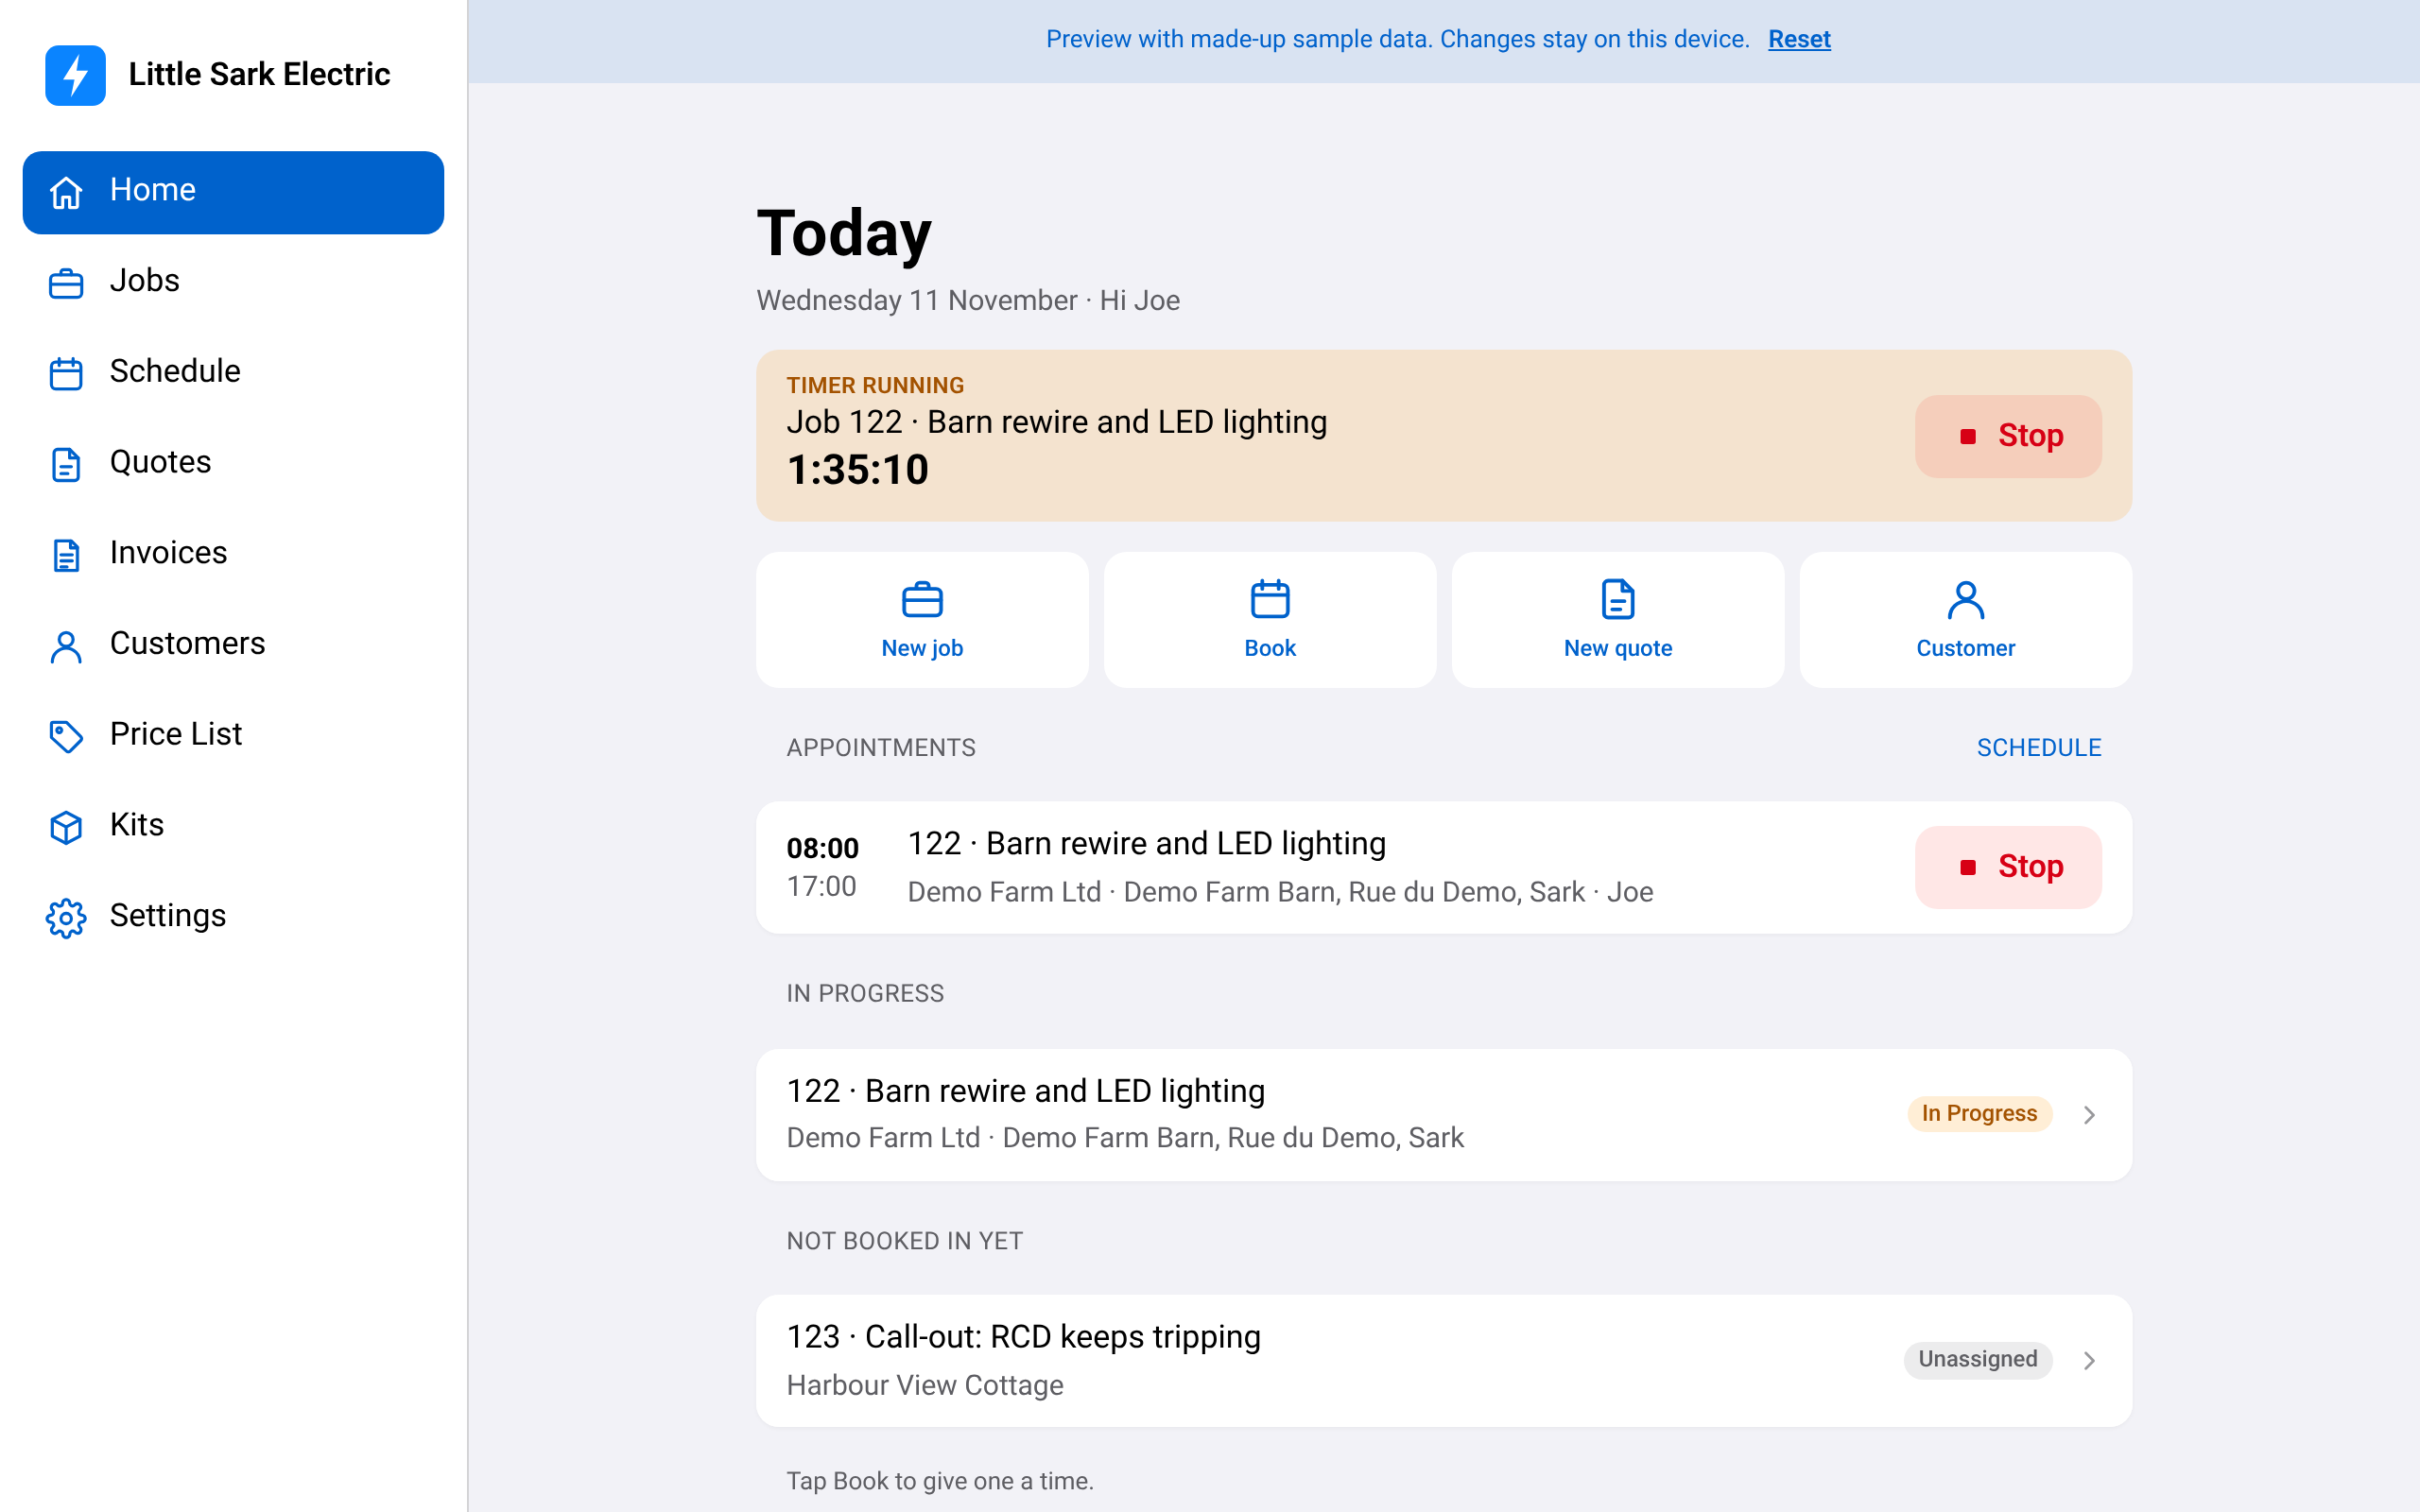 Little Sark Electric
Home
Jobs
Schedule
Quotes
Invoices
Customers
Price List
Kits
Settings
Preview with made-up sample data. Changes stay on this device. Reset
Today
Wednesday 11 November · Hi Joe
TIMER RUNNING
Job 122 · Barn rewire and LED lighting
1:35:10
Stop
New job
Book
New quote
Customer
APPOINTMENTS
SCHEDULE
08:00
17:00
122 · Barn rewire and LED lighting
Demo Farm Ltd · Demo Farm Barn, Rue du Demo, Sark · Joe
Stop
IN PROGRESS
122 · Barn rewire and LED lighting
Demo Farm Ltd · Demo Farm Barn, Rue du Demo, Sark
In Progress
NOT BOOKED IN YET
123 · Call-out: RCD keeps tripping
Harbour View Cottage
Unassigned
Tap Book to give one a time.